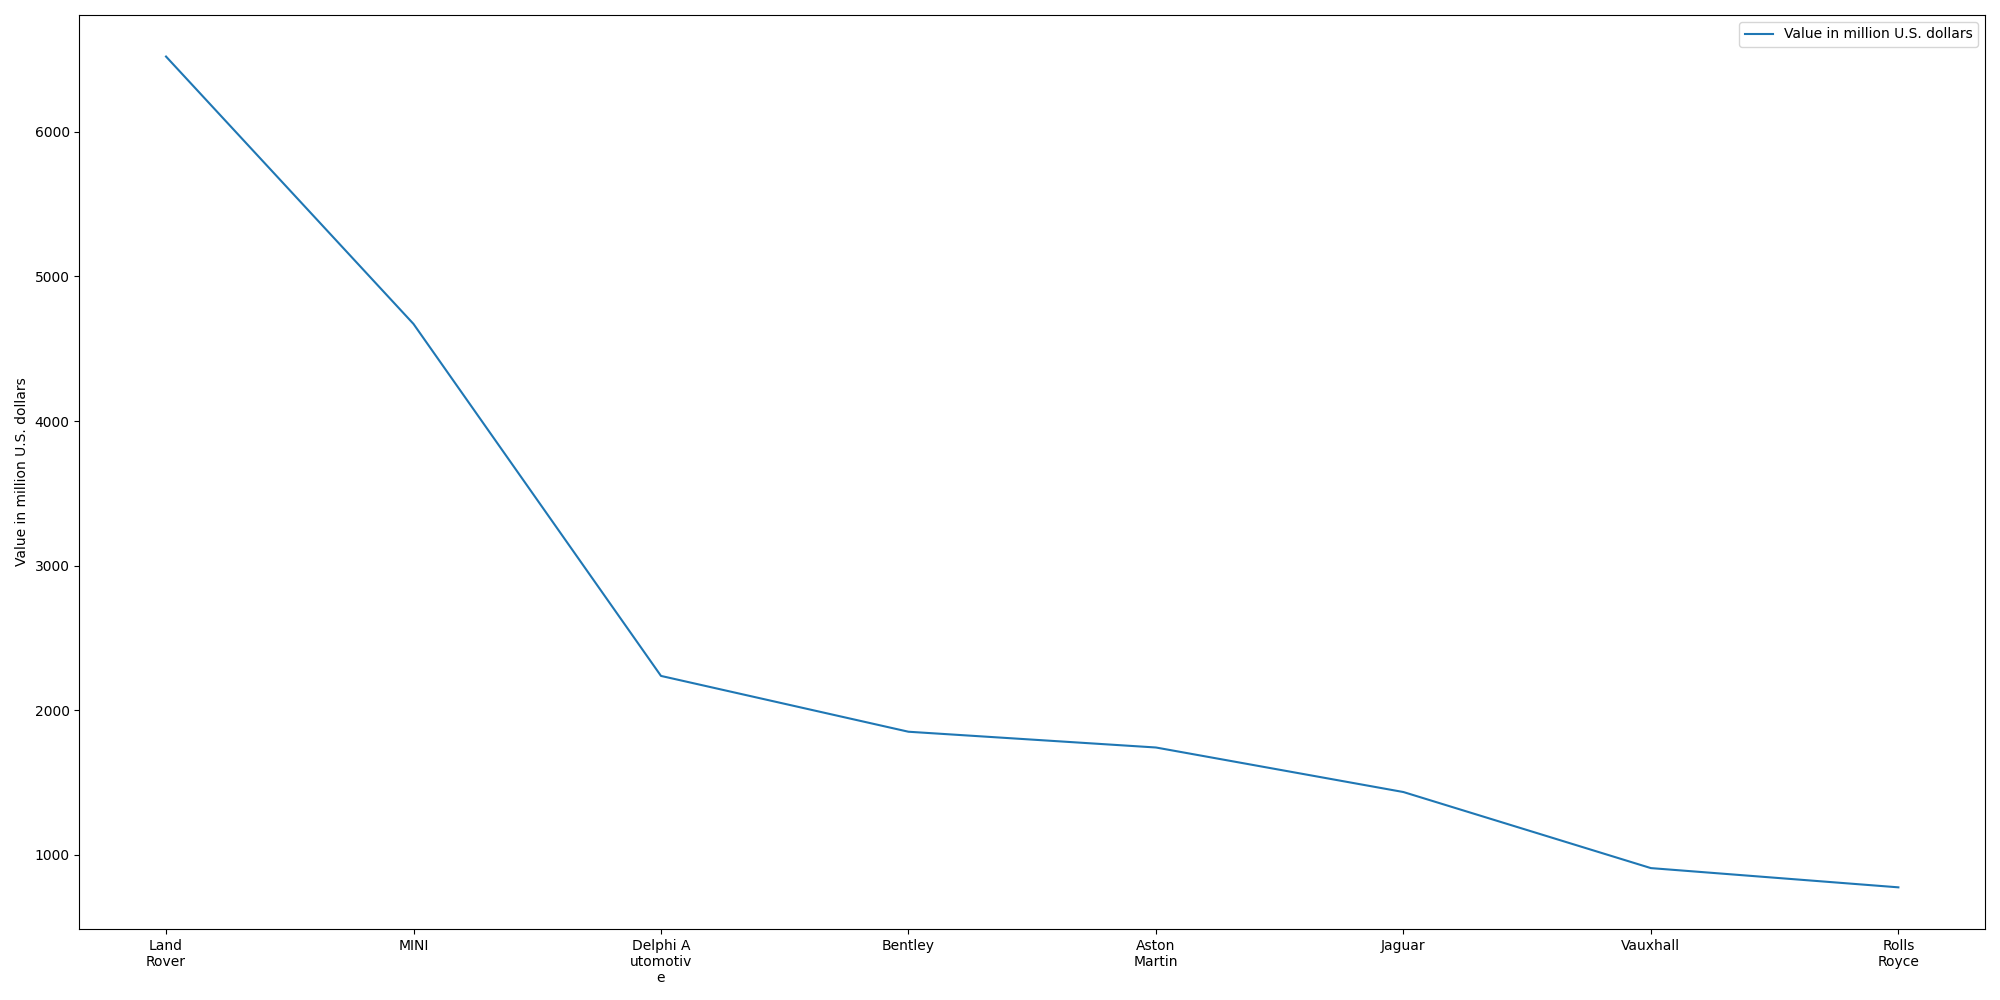 Value in million U.S. dollars
Value in million U.S. dollars
6000
5000
4000
3000
2000
1000
Land
Rover
MINI
Delphi A
utomotiv
e
Bentley
Aston
Martin
Jaguar
Vauxhall
Rolls
Royce